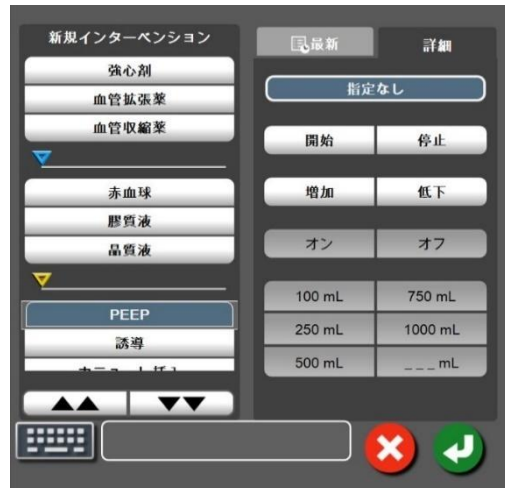 新規インターベンション
強心剤
血管拡張薬
血管収縮薬
赤血球
膠質液
晶質液
PEEP
誘導
最新
詳細
指定なし
開始
停止
増加
低下
オン
オフ
100 mL
750 mL
250 mL
1000 mL
500 mL
_ _ _ mL